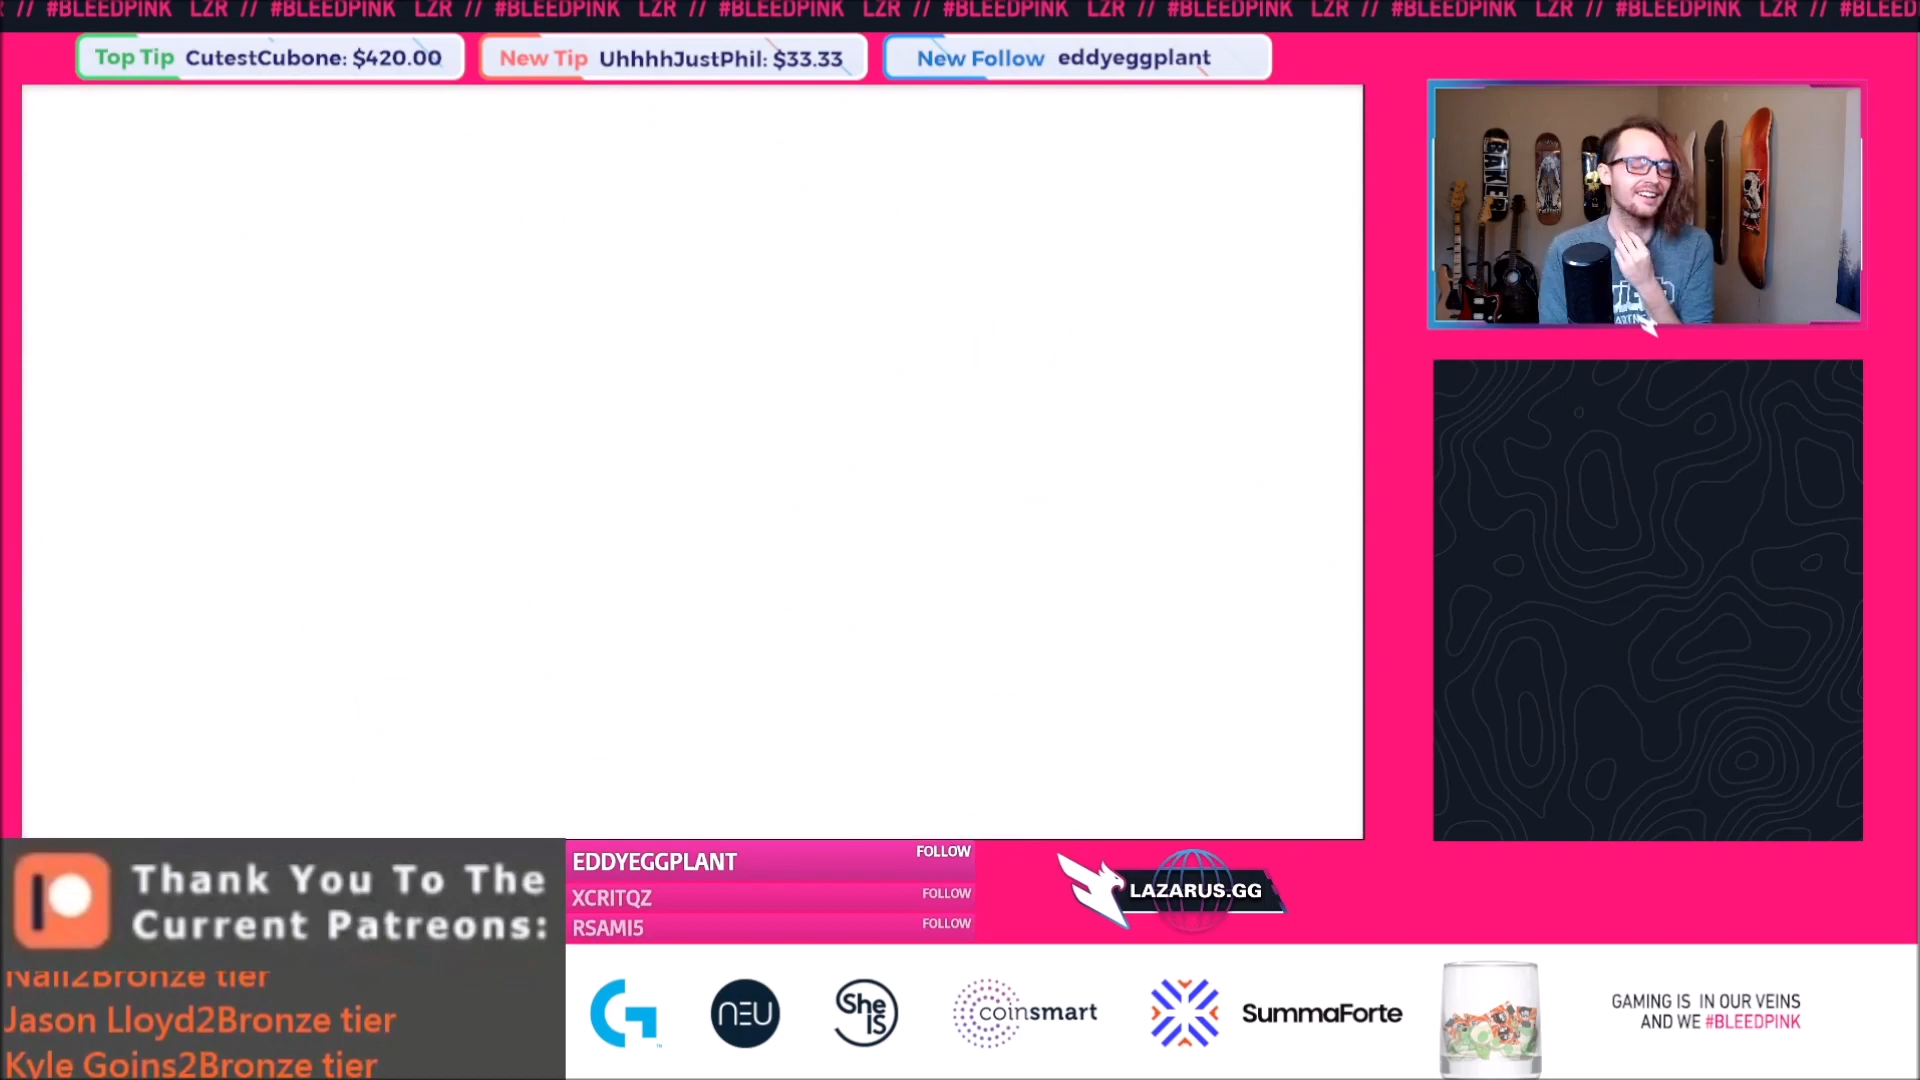 // #BLEEDPINK LZR // #BLEEDPINK LZR // #BLEEDPINK LZR // #BLEEDPINK LZR // #BLEEDPINK LZR // #BLEEDPINK LZR // #BLEEDPINK LZR // #BLEEDPINK LZR // #BLEED
Top Tip CutestCubone: $420.00
New Tip UhhhhJustPhil: $33.33
New Follow eddyeggplant
BAKER
Thank You To The
Current Patreons:
Bronze tier
Jason Lloyd2Bronze tier
Kyle Goins2Bronze tier
EDDYEGGPLANT FOLLOW
XCRITQZ FOLLOW
RSAMI5 FOLLOW
LAZARUS.GG
G
NEU
She
IS
coinsmart
SummaForte
GAMING IS IN OUR VEINS
AND WE #BLEEDPINK